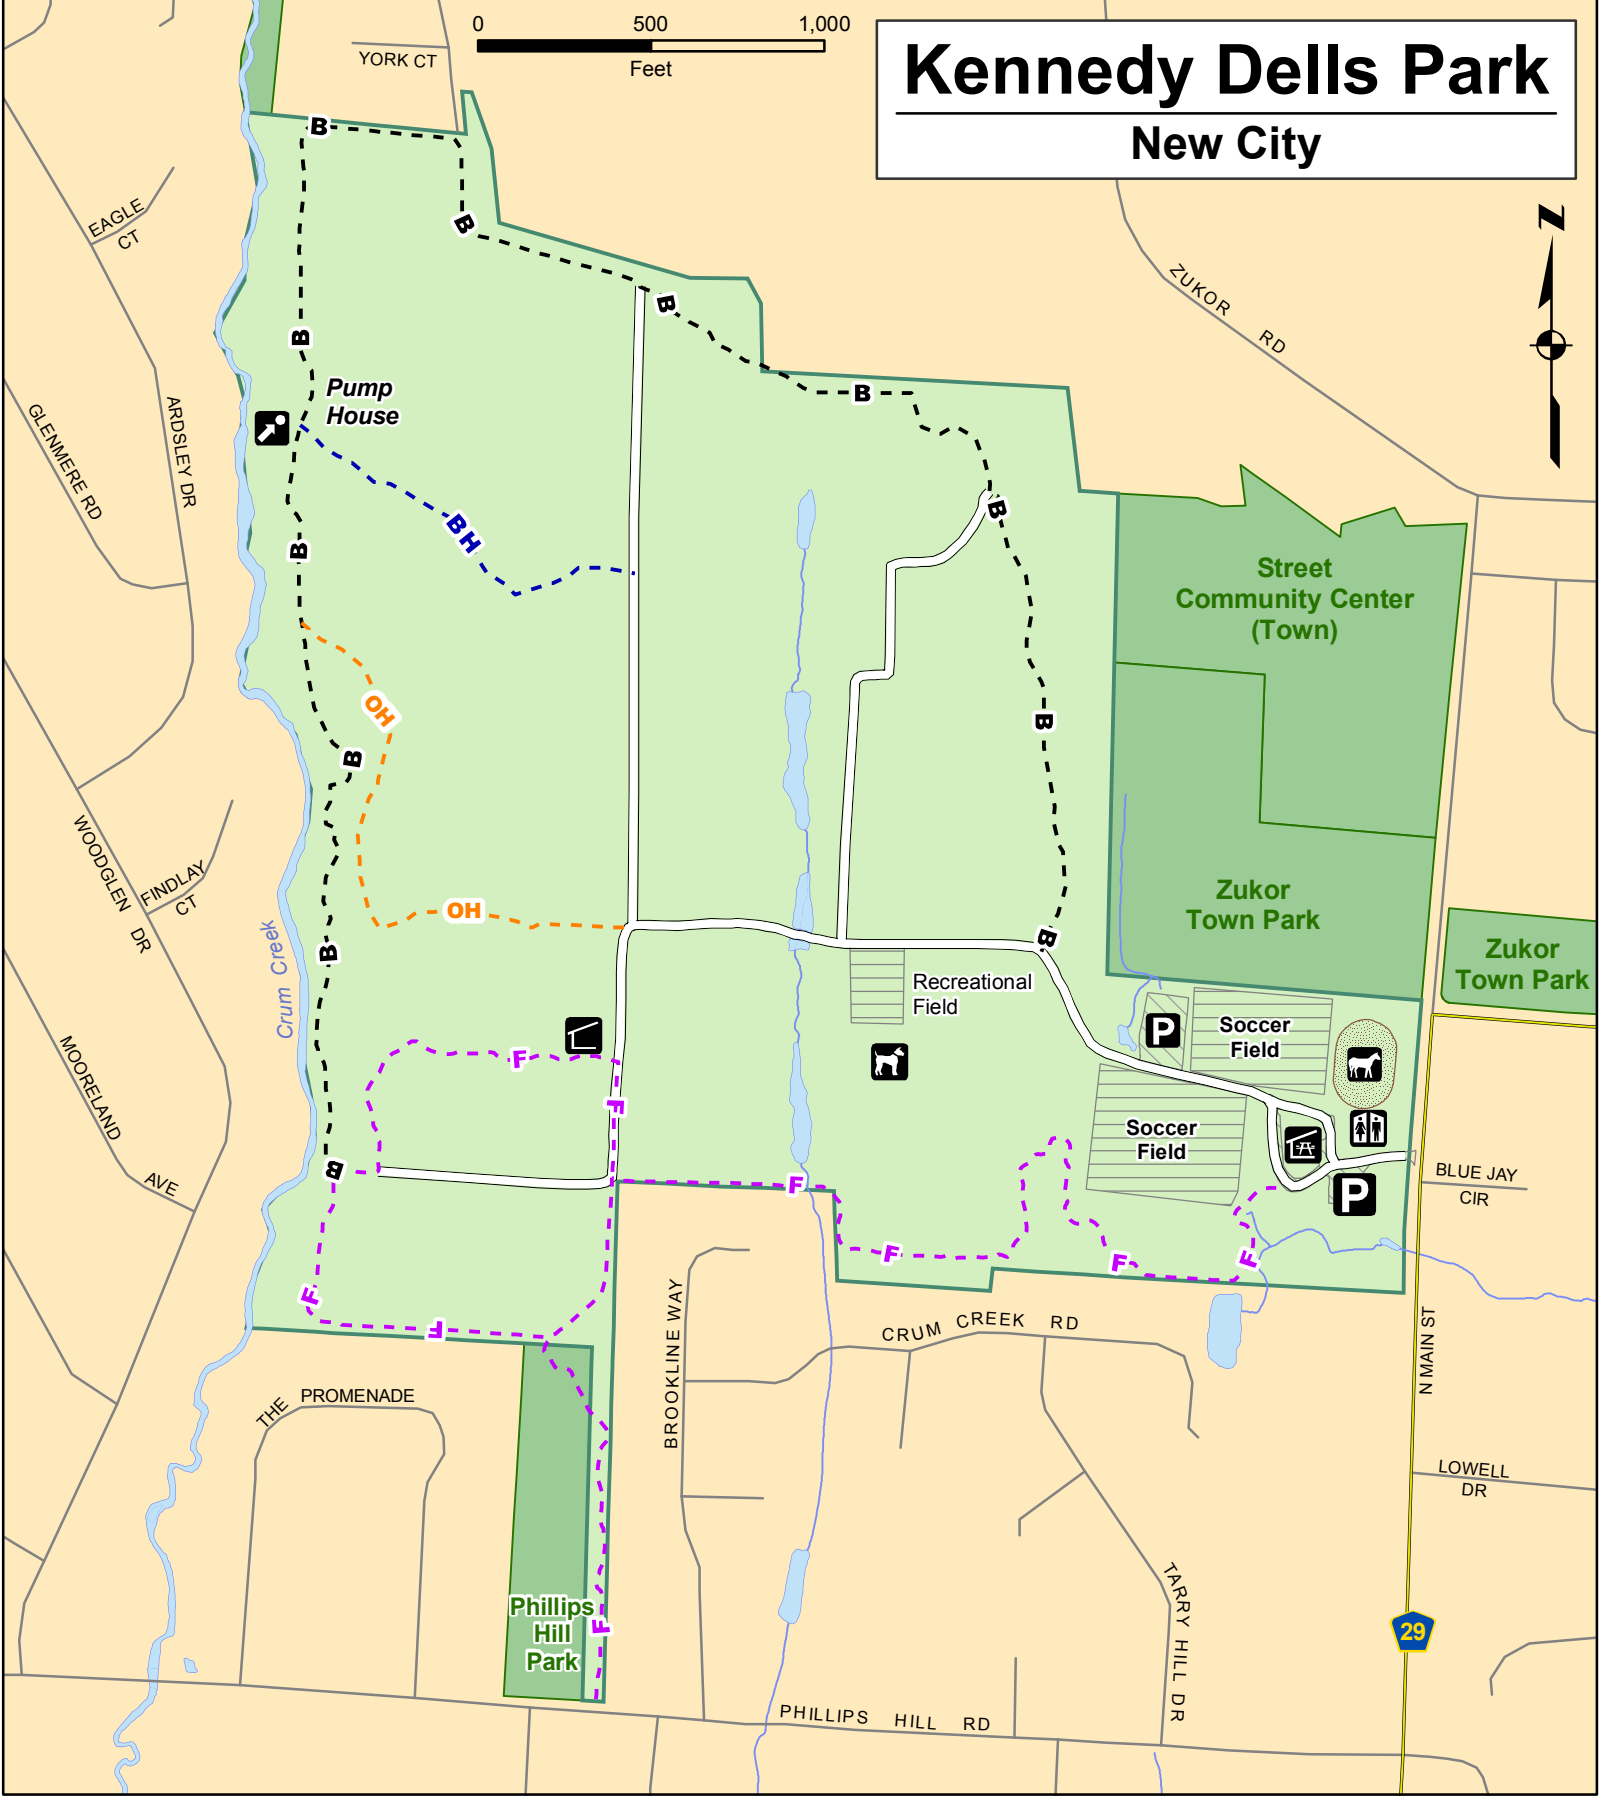 0 500 1,000
Feet
Kennedy Dells Park
New City
YORK CT
B
B
B
B
B
B
B
B
B
B
B
B
B
EAGLE
CT
ZUKOR RD
N
Pump
House
GLENMERE RD
ARDSLEY DR
BH
OH
OH
Street
Community Center
(Town)
Zukor
Town Park
Zukor
Town Park
WOODGLEN DR
FINDLAY
CT
Crum Creek
Recreational
Field
P
Soccer
Field
Soccer
Field
P
MOORELAND
AVE
F
F
F
F
F
F
F
F
F
BLUE JAY
CIR
BROOKLINE WAY
CRUM CREEK RD
N MAIN ST
THE PROMENADE
LOWELL
DR
Phillips
Hill
Park
TARRY HILL DR
29
PHILLIPS HILL RD